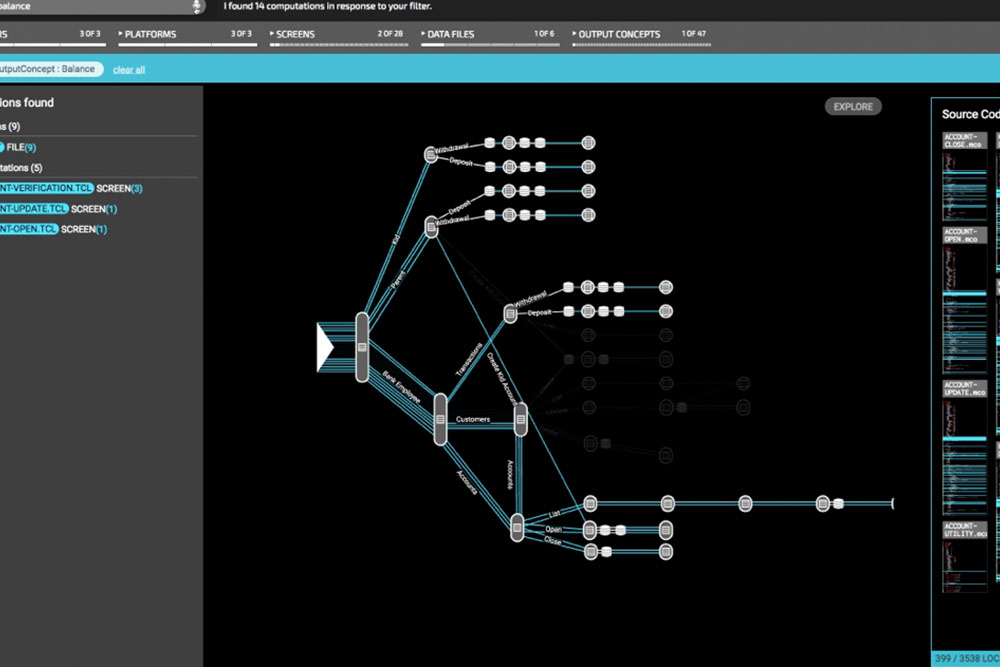 balance
I found 14 computations in response to your filter.
RS 3 OF 3
PLATFORMS 3 OF 3
SCREENS 2 OF 28
DATA FILES 1 OF 6
OUTPUT CONCEPTS 1 OF 47
utputConcept : Balance
clear all
ions found
s (9)
FILE(9)
tations (5)
NT-VERIFICATION.TCL SCREEN(3)
NT-UPDATE.TCL SCREEN(1)
NT-OPEN.TCL SCREEN(1)
EXPLORE
Withdrawal
Deposit
Deposit
Withdrawal
Kid
Parent
Withdrawal
Deposit
Transactions
Create Kid Account
Bank Employee
Customers
Accounts
Accounts
List
Open
Close
Source Cod
ACCOUNT-
CLOSE.mco
ACCOUNT-
OPEN.mco
ACCOUNT-
UPDATE.mco
ACCOUNT-
UTILITY.mco
399 / 3538 LOC